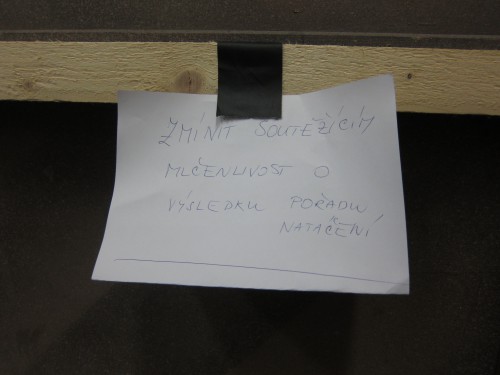 ZMÍNIT SOUTĚŽÍCÍM
MLČENLIVOST O
VÝSLEDKU POŘADU
NATÁČENÍ